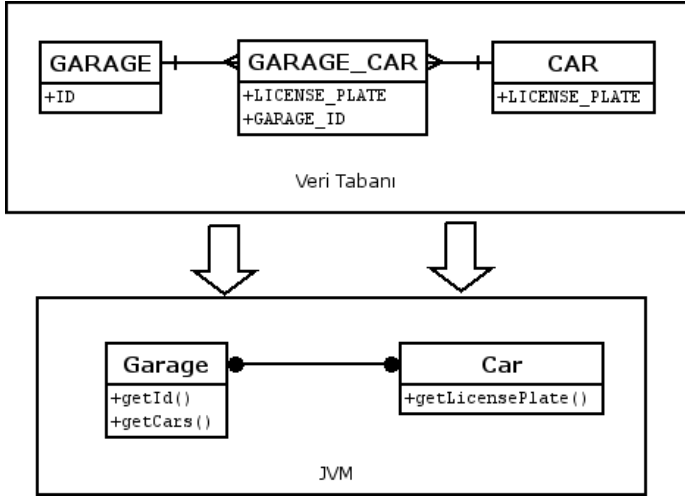 GARAGE
+ID
GARAGE_CAR
+LICENSE_PLATE
+GARAGE_ID
CAR
+LICENSE_PLATE
Veri Tabanı
Garage
+getId()
+getCars()
Car
+getLicensePlate()
JVM